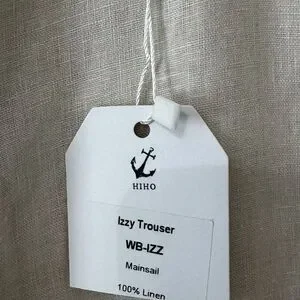 HIHO
Izzy Trouser
WB-IZZ
Mainsail
100% Linen